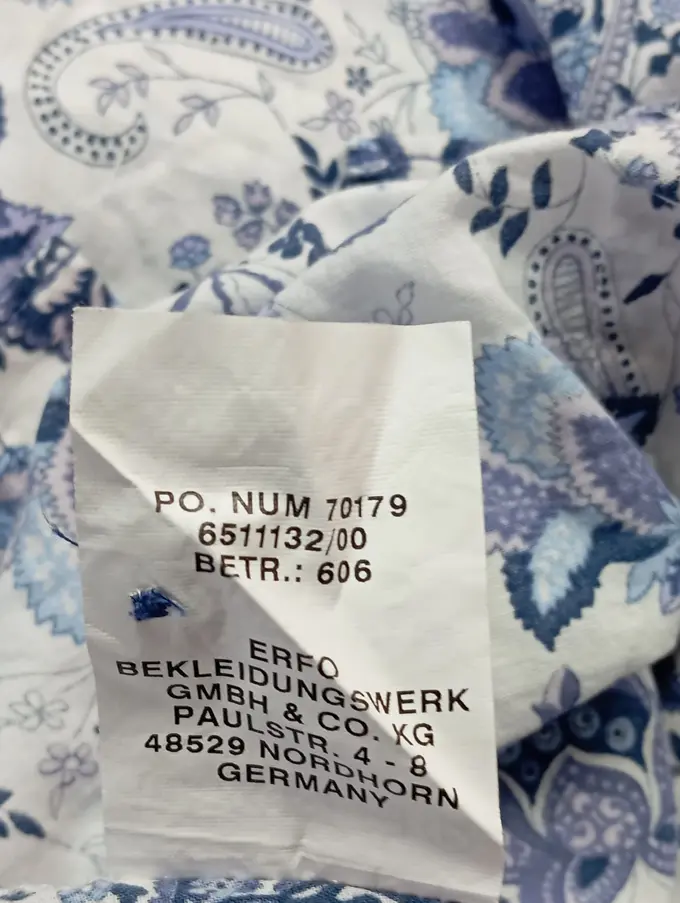 PO. NUM 70179
6511132/00
BETR.: 606
ERFO
BEKLEIDUNGSWERK
GMBH & CO. KG
PAULSTR. 4 - 8
48529 NORDHORN
GERMANY